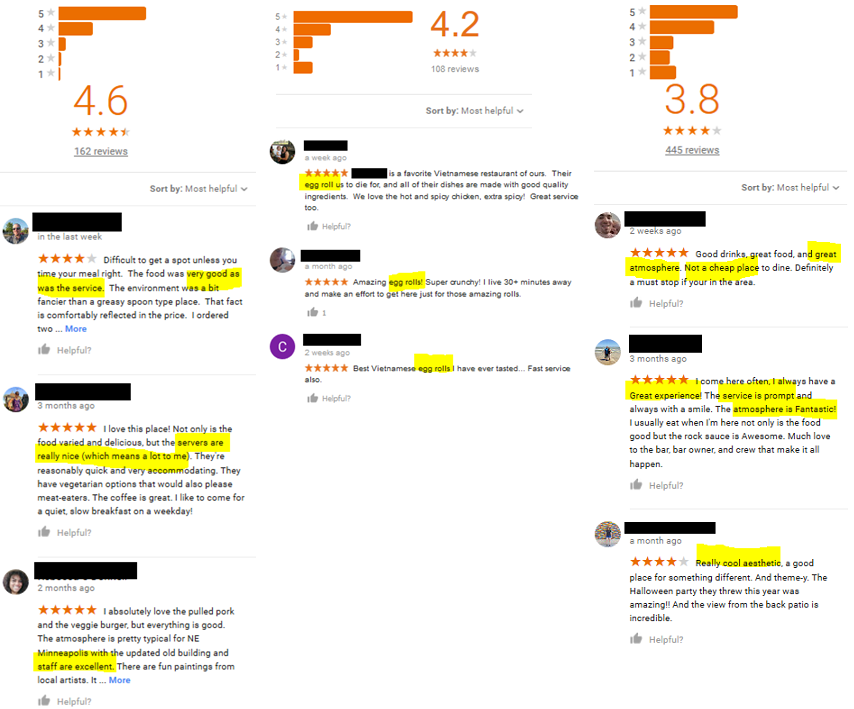 5 ★
4 ★
3 ★
2 ★
1 ★
4.6
162 reviews
Sort by: Most helpful
in the last week
Difficult to get a spot unless you
time your meal right. The food was very good as
was the service. The environment was a bit
fancier than a greasy spoon type place. That fact
is comfortably reflected in the price. I ordered
two ... More
Helpful?
3 months ago
I love this place! Not only is the
food varied and delicious, but the servers are
really nice (which means a lot to me). They're
reasonably quick and very accommodating. They
have vegetarian options that would also please
meat-eaters. The coffee is great. I like to come for
a quiet, slow breakfast on a weekday!
Helpful?
2 months ago
I absolutely love the pulled pork
and the veggie burger, but everything is good.
The atmosphere is pretty typical for NE
Minneapolis with the updated old building and
staff are excellent. There are fun paintings from
local artists. It ... More
Helpful?
5 ★
4 ★
3 ★
2 ★
1 ★
4.2
108 reviews
Sort by: Most helpful
a week ago
is a favorite Vietnamese restaurant of ours. Their
egg roll us to die for, and all of their dishes are made with good quality
ingredients. We love the hot and spicy chicken, extra spicy! Great service
too.
Helpful?
a month ago
Amazing egg rolls! Super crunchy! I live 30+ minutes away
and make an effort to get here just for those amazing rolls.
1
C
2 weeks ago
Best Vietnamese egg rolls I have ever tasted... Fast service
also.
Helpful?
5 ★
4 ★
3 ★
2 ★
1 ★
3.8
445 reviews
Sort by: Most helpful
2 weeks ago
Good drinks, great food, and great
atmosphere. Not a cheap place to dine. Definitely
a must stop if your in the area.
Helpful?
3 months ago
I come here often, I always have a
Great experience! The service is prompt and
always with a smile. The atmosphere is Fantastic!
I usually eat when I'm here not only is the food
good but the rock sauce is Awesome. Much love
to the bar, bar owner, and crew that make it all
happen.
Helpful?
a month ago
Really cool aesthetic, a good
place for something different. And theme-y. The
Halloween party they threw this year was
amazing!! And the view from the back patio is
incredible.
Helpful?